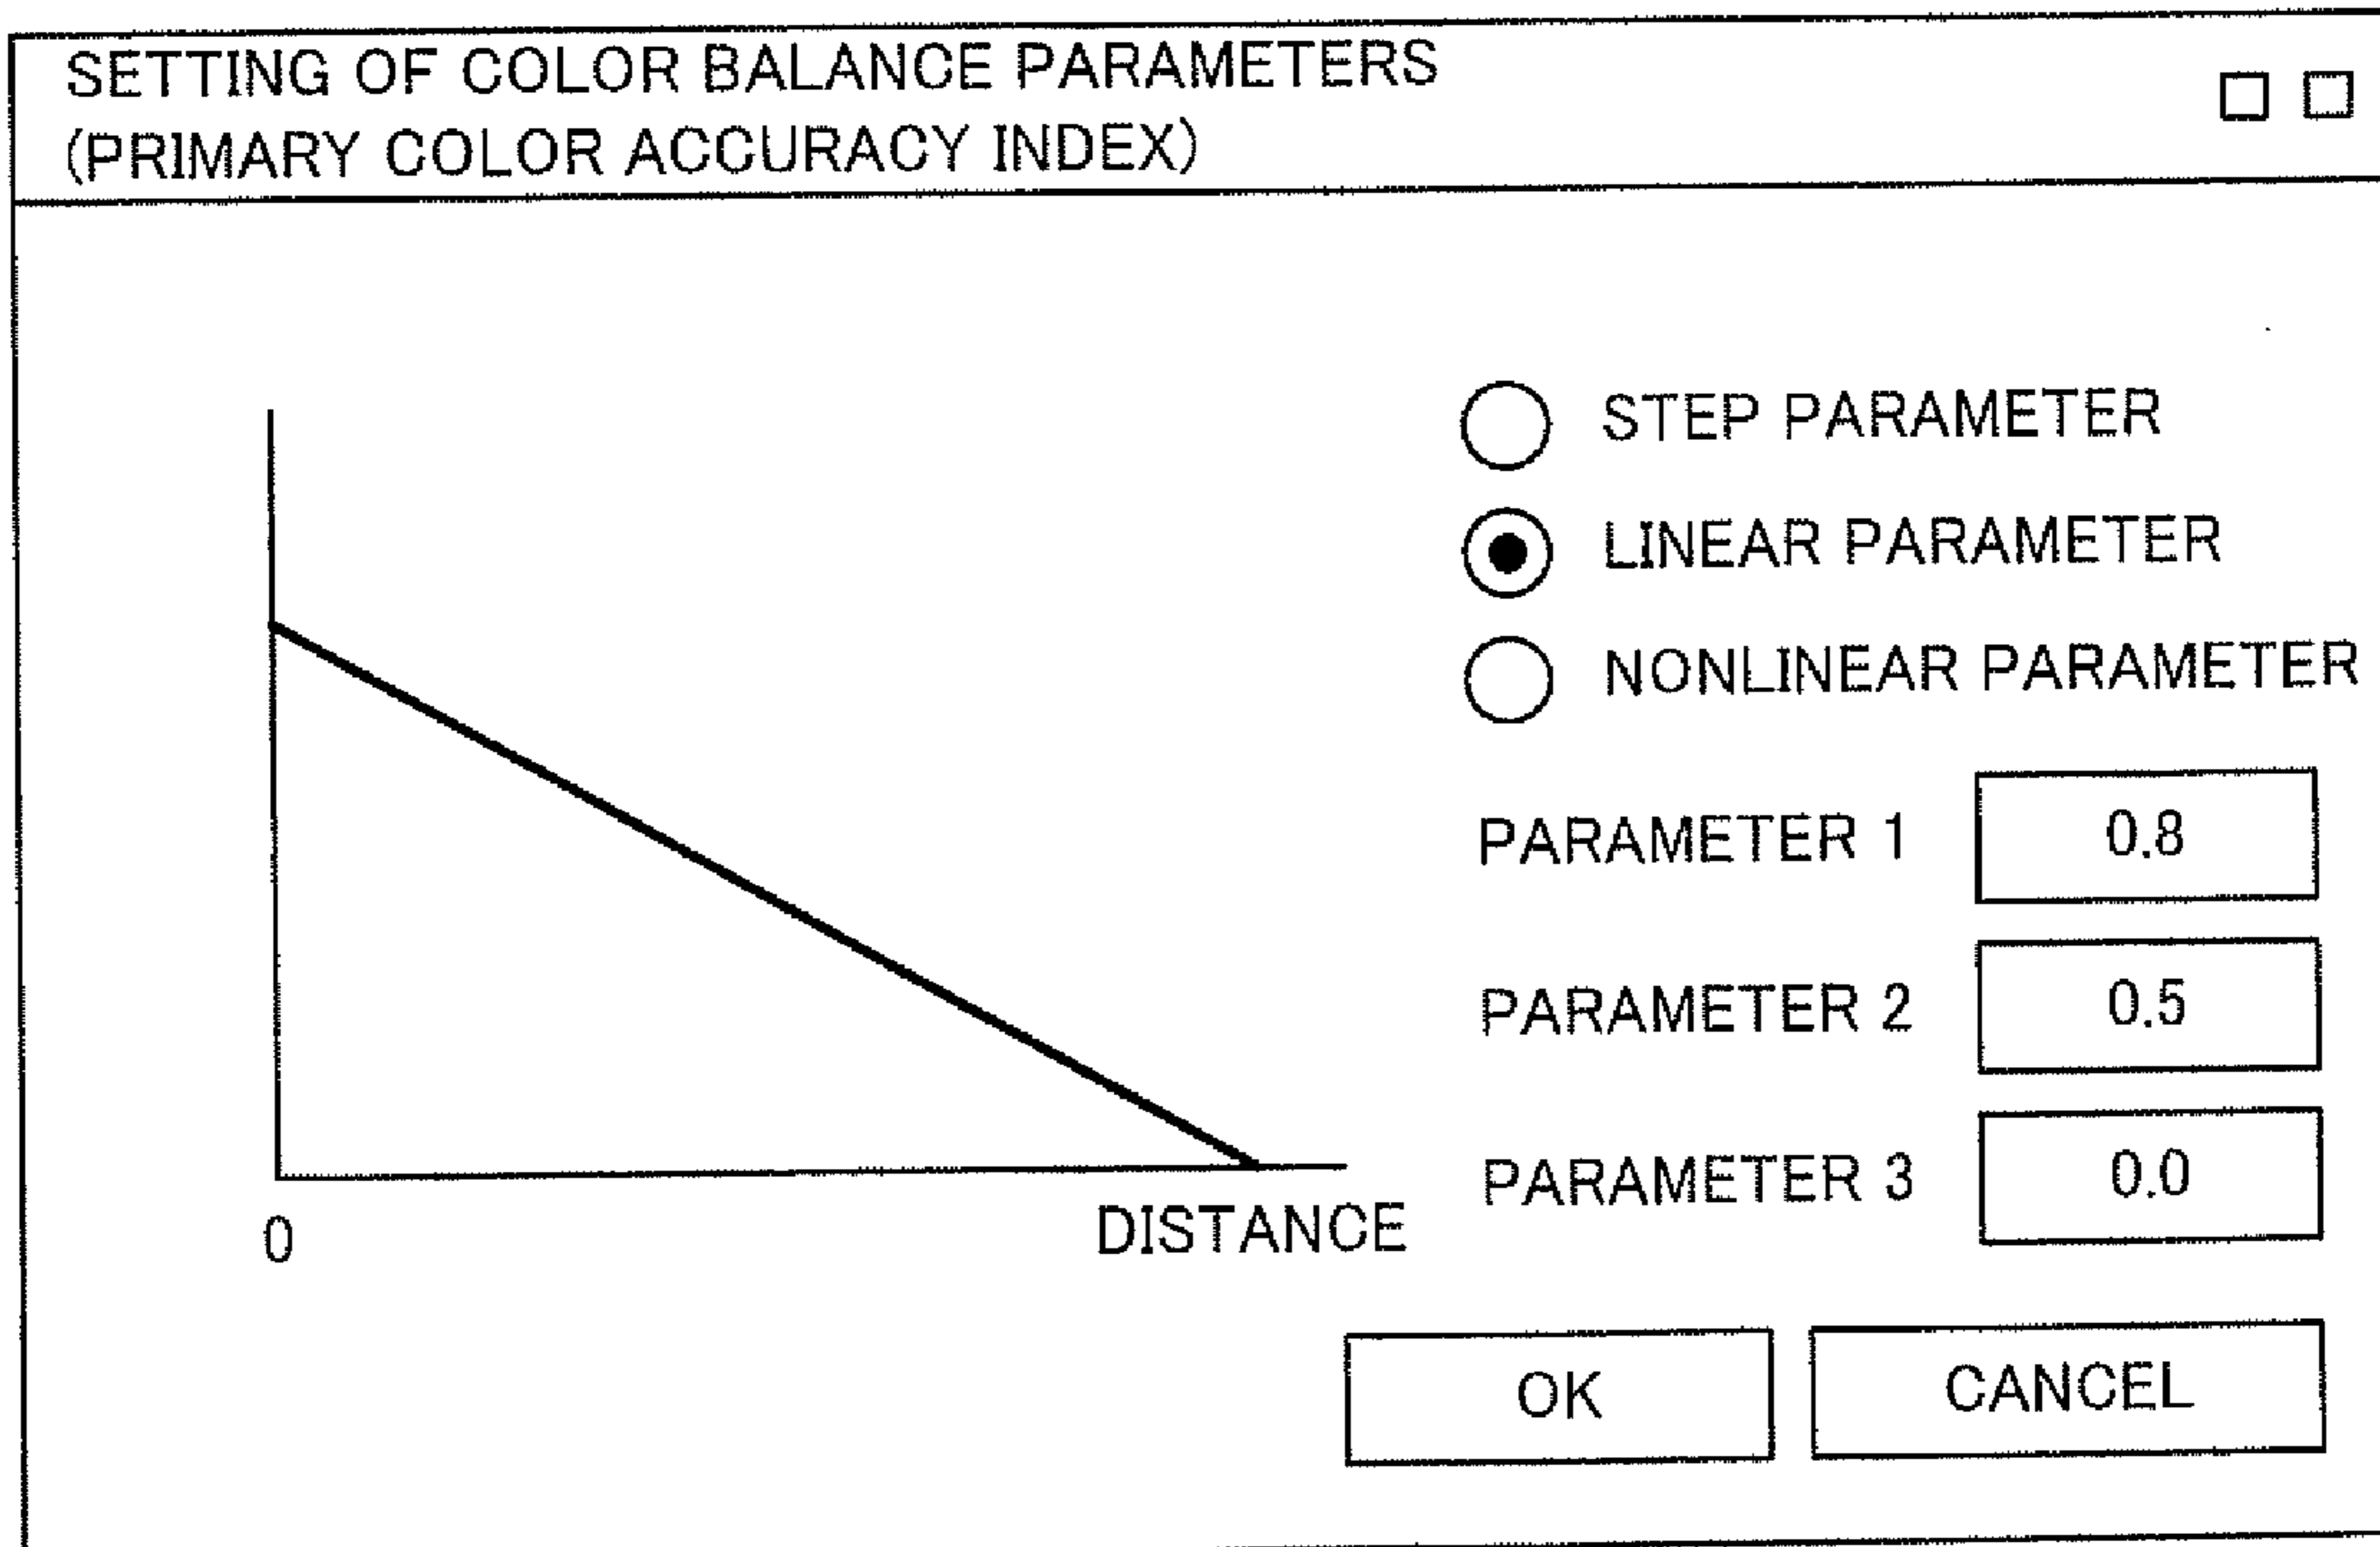 SETTING OF COLOR BALANCE PARAMETERS
(PRIMARY COLOR ACCURACY INDEX)
STEP PARAMETER
LINEAR PARAMETER
NONLINEAR PARAMETER
PARAMETER 1 0.8
PARAMETER 2 0.5
PARAMETER 3 0.0
0 DISTANCE
OK CANCEL